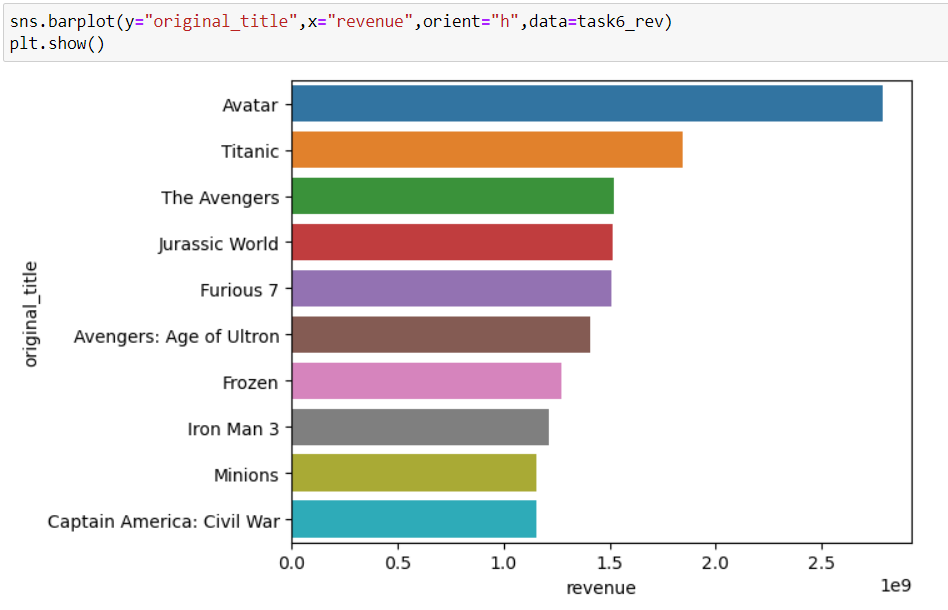 sns.barplot(y="original_title",x="revenue",orient="h",data=task6_rev)
plt.show()
Avatar
Titanic
The Avengers
Jurassic World
Furious 7
Avengers: Age of Ultron
Frozen
Iron Man 3
Minions
Captain America: Civil War
original_title
0.0 0.5 1.0 1.5 2.0 2.5
revenue
1e9